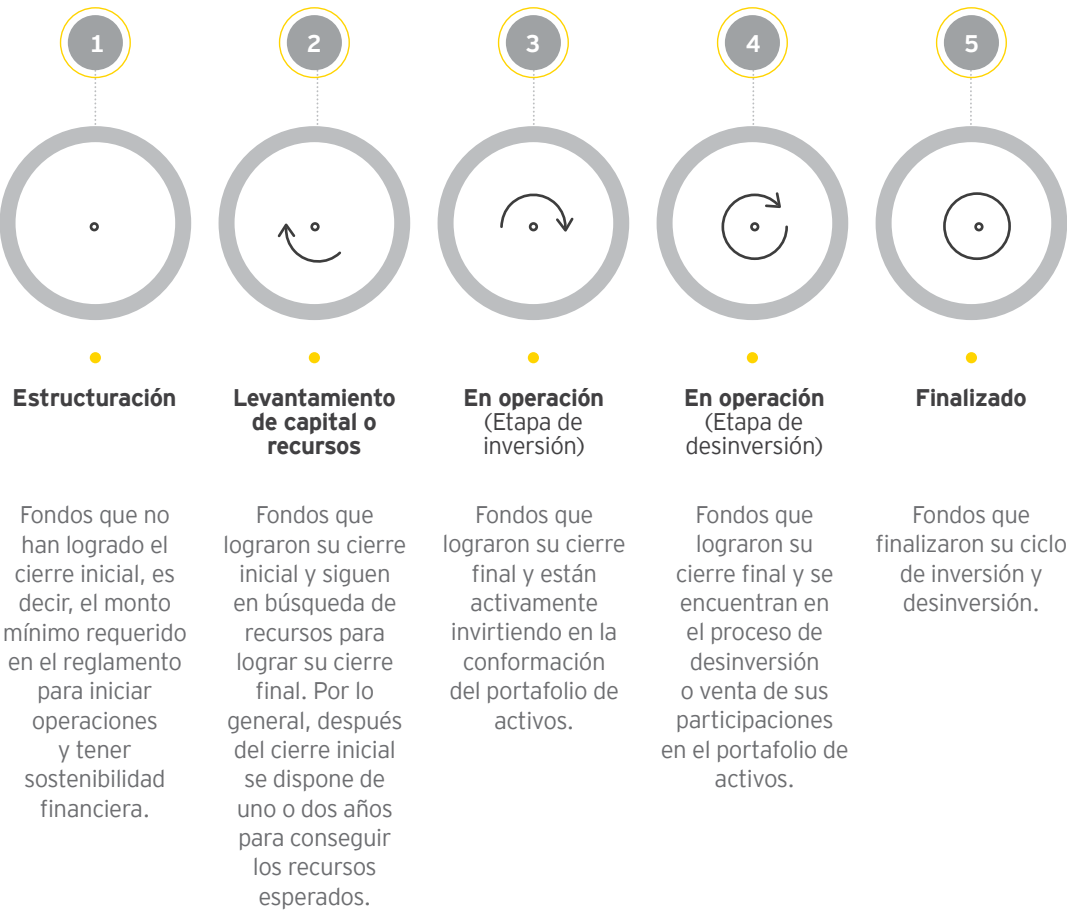 1
2
3
4
5
Estructuración
Fondos que no
han logrado el
cierre inicial, es
decir, el monto
mínimo requerido
en el reglamento
para iniciar
operaciones
y tener
sostenibilidad
financiera.
Levantamiento
de capital o
recursos
Fondos que
lograron su cierre
inicial y siguen
en búsqueda de
recursos para
lograr su cierre
final. Por lo
general, después
del cierre inicial
se dispone de
uno o dos años
para conseguir
los recursos
esperados.
En operación
(Etapa de
inversión)
Fondos que
lograron su cierre
final y están
activamente
invirtiendo en la
conformación
del portafolio de
activos.
En operación
(Etapa de
desinversión)
Fondos que
lograron su
cierre final y se
encuentran en
el proceso de
desinversión
o venta de sus
participaciones
en el portafolio de
activos.
Finalizado
Fondos que
finalizaron su ciclo
de inversión y
desinversión.